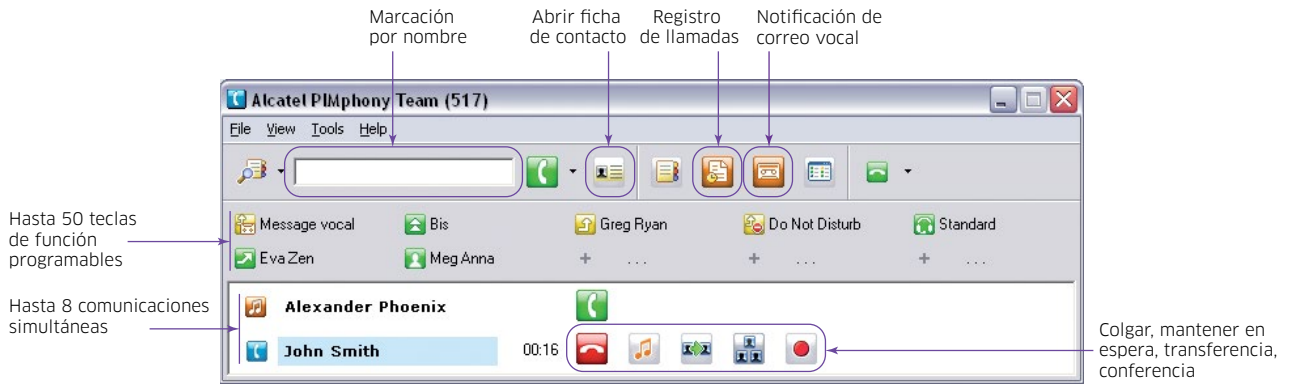 Marcación
por nombre
Abrir ficha
de contacto
Registro
de llamadas
Notificación de
correo vocal
Alcatel PIMphony Team (517)
File View Tools Help
Hasta 50 teclas
de función
programables
Message vocal Bis Greg Ryan Do Not Disturb Standard
Eva Zen Meg Anna + ... + ... + ...
Hasta 8 comunicaciones
simultáneas
Alexander Phoenix
John Smith 00:16
Colgar, mantener en
espera, transferencia,
conferencia